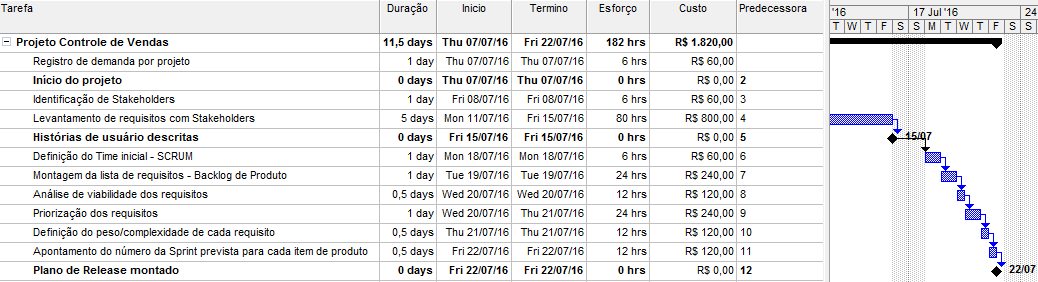 Tarefa Duração Inicio Termino Esforço Custo Predecessora '16 17 Jul '16 24
T W T F S S M T W T F S S
Projeto Controle de Vendas 11,5 days Thu 07/07/16 Fri 22/07/16 182 hrs R$ 1.820,00
Registro de demanda por projeto 1 day Thu 07/07/16 Thu 07/07/16 6 hrs R$ 60,00
Início do projeto 0 days Thu 07/07/16 Thu 07/07/16 0 hrs R$ 0,00 2
Identificação de Stakeholders 1 day Fri 08/07/16 Fri 08/07/16 6 hrs R$ 60,00 3
Levantamento de requisitos com Stakeholders 5 days Mon 11/07/16 Fri 15/07/16 80 hrs R$ 800,00 4
Histórias de usuário descritas 0 days Fri 15/07/16 Fri 15/07/16 0 hrs R$ 0,00 5 15/07
Definição do Time inicial - SCRUM 1 day Mon 18/07/16 Mon 18/07/16 6 hrs R$ 60,00 6
Montagem da lista de requisitos - Backlog de Produto 1 day Tue 19/07/16 Tue 19/07/16 24 hrs R$ 240,00 7
Análise de viabilidade dos requisitos 0,5 days Wed 20/07/16 Wed 20/07/16 12 hrs R$ 120,00 8
Priorização dos requisitos 1 day Wed 20/07/16 Thu 21/07/16 24 hrs R$ 240,00 9
Definição do peso/complexidade de cada requisito 0,5 days Thu 21/07/16 Thu 21/07/16 12 hrs R$ 120,00 10
Apontamento do número da Sprint prevista para cada item de produto 0,5 days Fri 22/07/16 Fri 22/07/16 12 hrs R$ 120,00 11
Plano de Release montado 0 days Fri 22/07/16 Fri 22/07/16 0 hrs R$ 0,00 12 22/07